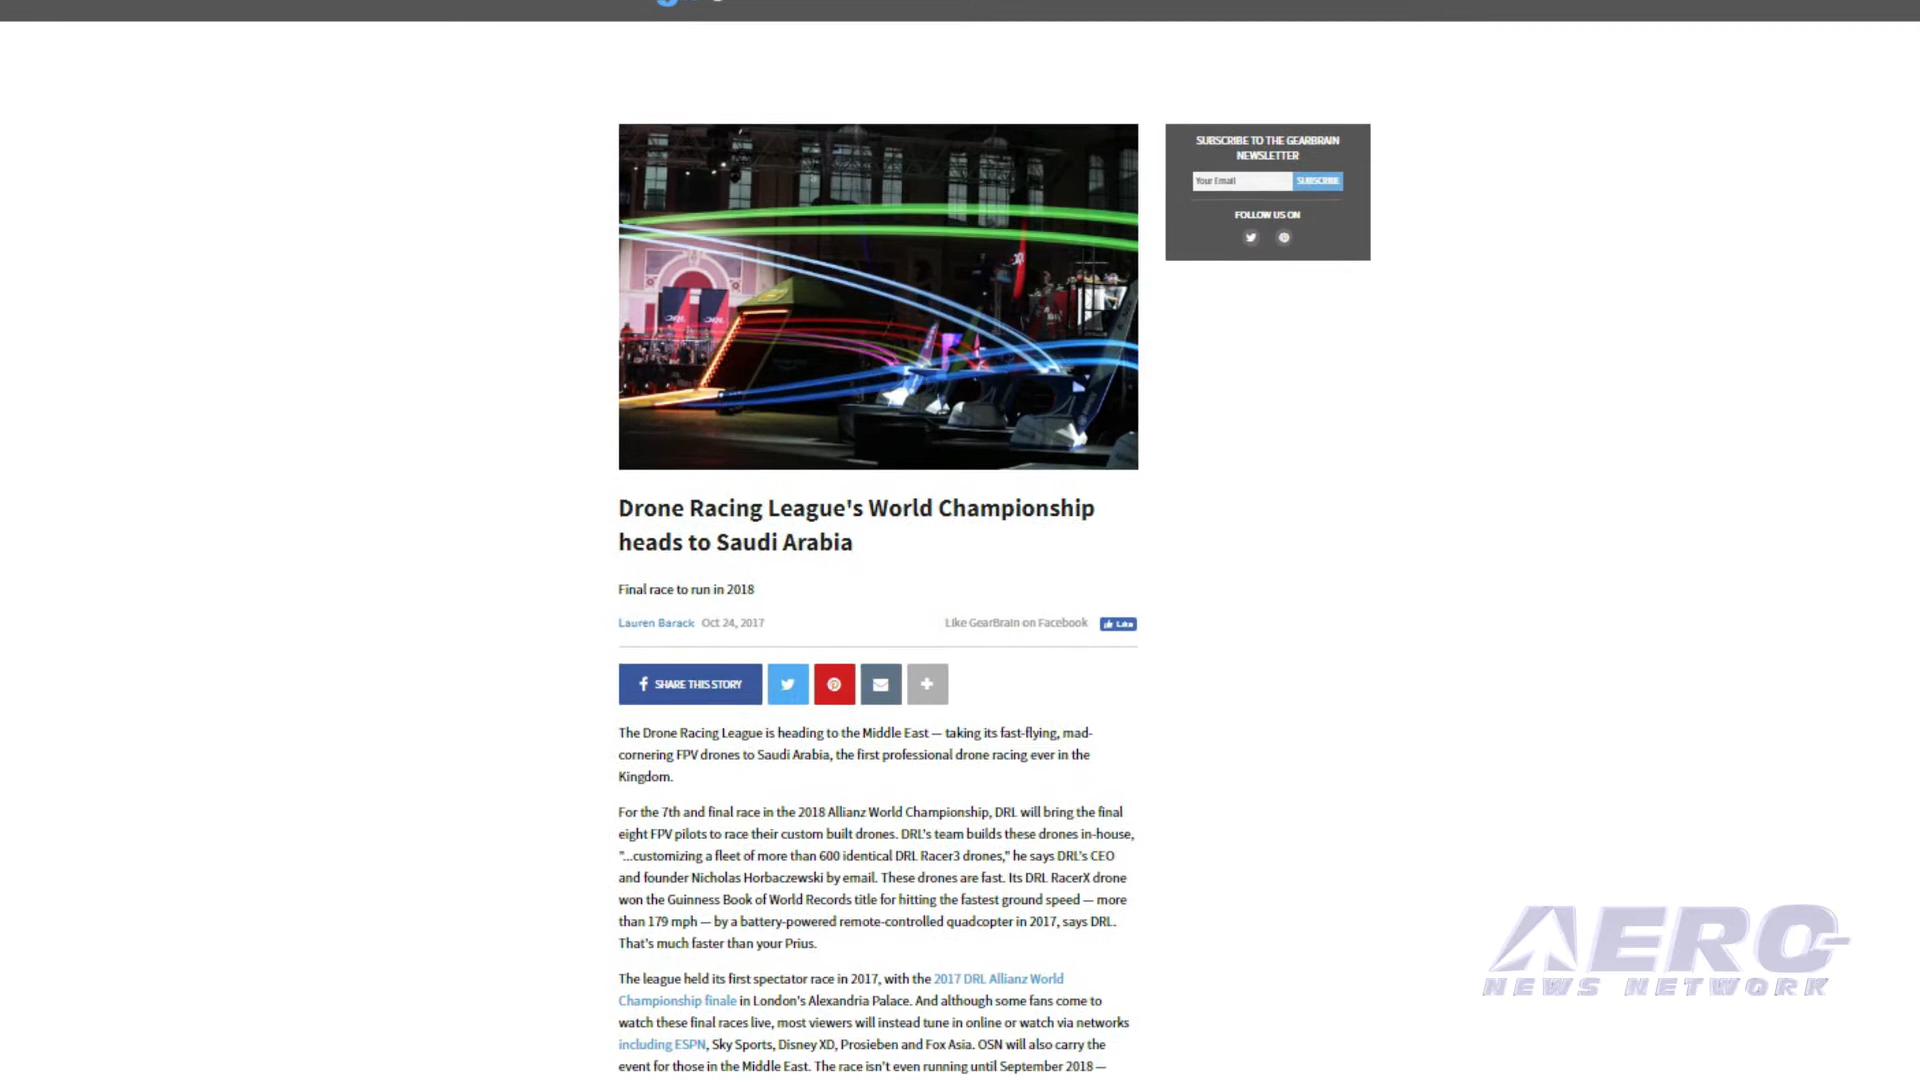 SUBSCRIBE TO THE GEARBRAIN
NEWSLETTER
Your Email
SUBSCRIBE
FOLLOW US ON
DRL
DRL
Drone Racing League's World Championship
heads to Saudi Arabia
Final race to run in 2018
Lauren Barack Oct 24, 2017
Like GearBrain on Facebook
Like
SHARE THIS STORY
The Drone Racing League is heading to the Middle East — taking its fast-flying, mad-
cornering FPV drones to Saudi Arabia, the first professional drone racing ever in the
Kingdom.
For the 7th and final race in the 2018 Allianz World Championship, DRL will bring the final
eight FPV pilots to race their custom built drones. DRL's team builds these drones in-house,
"...customizing a fleet of more than 600 identical DRL Racer3 drones," he says DRL's CEO
and founder Nicholas Horbaczewski by email. These drones are fast. Its DRL RacerX drone
won the Guinness Book of World Records title for hitting the fastest ground speed — more
than 179 mph — by a battery-powered remote-controlled quadcopter in 2017, says DRL.
That's much faster than your Prius.
The league held its first spectator race in 2017, with the 2017 DRL Allianz World
Championship finale in London's Alexandria Palace. And although some fans come to
watch these final races live, most viewers will instead tune in online or watch via networks
including ESPN, Sky Sports, Disney XD, Prosieben and Fox Asia. OSN will also carry the
event for those in the Middle East. The race isn't even running until September 2018 —
AERO-
NEWS NETWORK